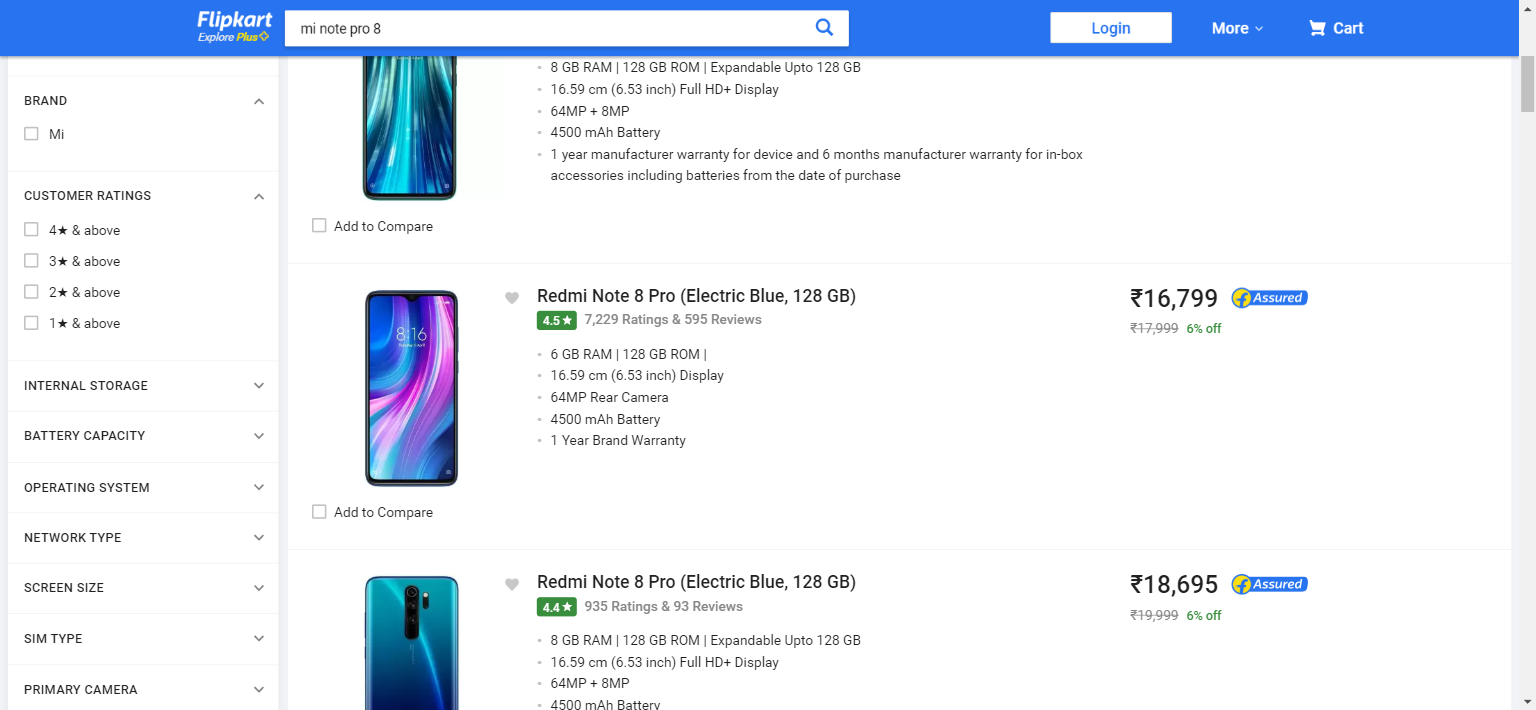 Flipkart
Explore Plus
mi note pro 8
Login
More
Cart
BRAND
Mi
CUSTOMER RATINGS
4★ & above
3★ & above
2★ & above
1★ & above
INTERNAL STORAGE
BATTERY CAPACITY
OPERATING SYSTEM
NETWORK TYPE
SCREEN SIZE
SIM TYPE
PRIMARY CAMERA
8 GB RAM | 128 GB ROM | Expandable Upto 128 GB
16.59 cm (6.53 inch) Full HD+ Display
64MP + 8MP
4500 mAh Battery
1 year manufacturer warranty for device and 6 months manufacturer warranty for in-box
accessories including batteries from the date of purchase
Add to Compare
8:16
Redmi Note 8 Pro (Electric Blue, 128 GB)
4.5★ 7,229 Ratings & 595 Reviews
6 GB RAM | 128 GB ROM |
16.59 cm (6.53 inch) Display
64MP Rear Camera
4500 mAh Battery
1 Year Brand Warranty
₹16,799 Assured
₹17,999 6% off
Add to Compare
Redmi Note 8 Pro (Electric Blue, 128 GB)
4.4★ 935 Ratings & 93 Reviews
8 GB RAM | 128 GB ROM | Expandable Upto 128 GB
16.59 cm (6.53 inch) Full HD+ Display
64MP + 8MP
4500 mAh Battery
₹18,695 Assured
₹19,999 6% off